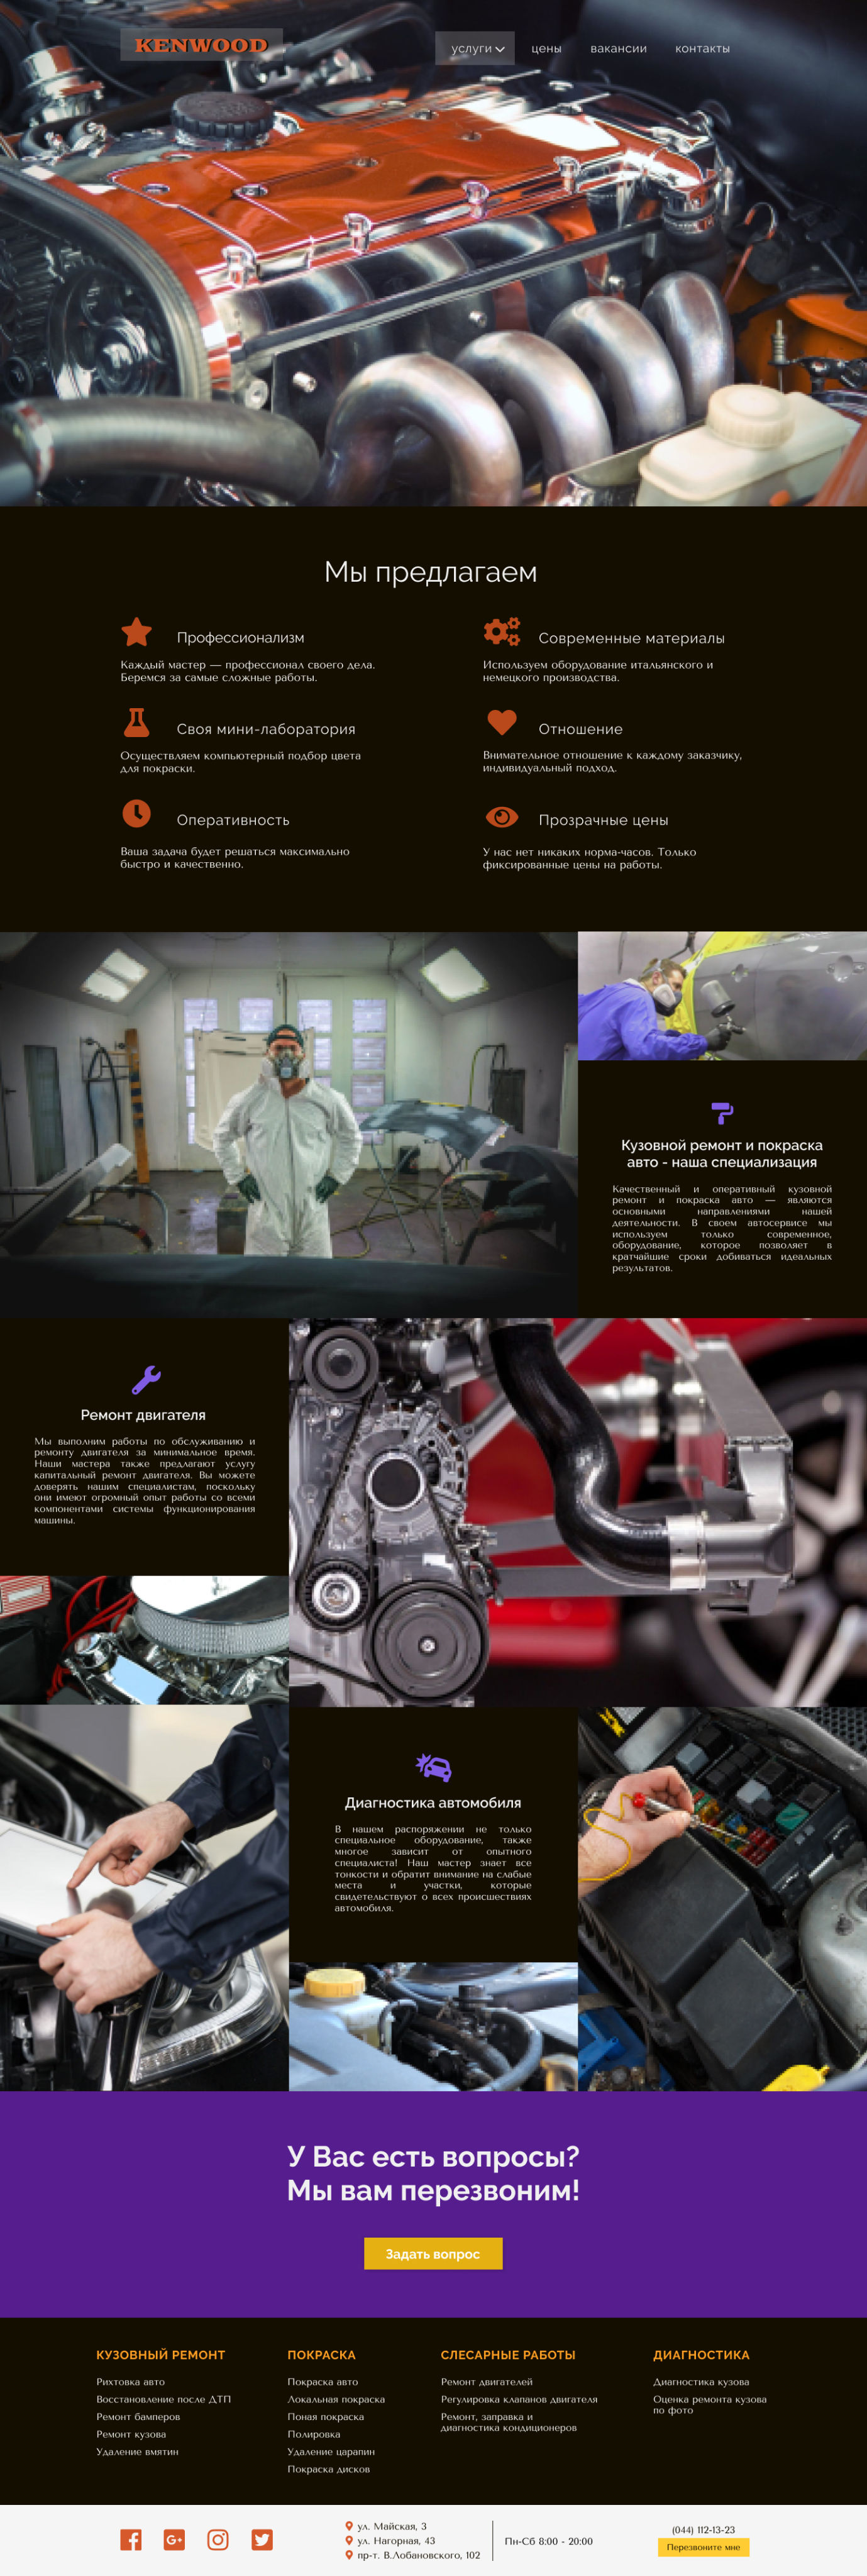 KENWOOD
услуги цены вакансии контакты
Мы предлагаем
Профессионализм
Каждый мастер — профессионал своего дела.
Беремся за самые сложные работы.
Современные материалы
Используем оборудование итальянского и
немецкого производства.
Своя мини-лаборатория
Осуществляем компьютерный подбор цвета
для покраски.
Отношение
Внимательное отношение к каждому заказчику,
индивидуальный подход.
Оперативность
Ваша задача будет решаться максимально
быстро и качественно.
Прозрачные цены
У нас нет никаких норма-часов. Только
фиксированные цены на работы.
Кузовной ремонт и покраска
авто - наша специализация
Качественный и оперативный кузовной
ремонт и покраска авто — являются
основными направлениями нашей
деятельности. В своем автосервисе мы
используем только современное,
оборудование, которое позволяет в
кратчайшие сроки добиваться идеальных
результатов.
Ремонт двигателя
Мы выполним работы по обслуживанию и
ремонту двигателя за минимальное время.
Наши мастера также предлагают услугу
капитальный ремонт двигателя. Вы можете
доверять нашим специалистам, поскольку
они имеют огромный опыт работы со всеми
компонентами системы функционирования
машины.
Диагностика автомобиля
В нашем распоряжении не только
специальное оборудование, также
многое зависит от опытного
специалиста! Наш мастер знает все
тонкости и обратит внимание на слабые
места и участки, которые
свидетельствуют о всех происшествиях
автомобиля.
У Вас есть вопросы?
Мы вам перезвоним!
Задать вопрос
КУЗОВНЫЙ РЕМОНТ
Рихтовка авто
Восстановление после ДТП
Ремонт бамперов
Ремонт кузова
Удаление вмятин
ПОКРАСКА
Покраска авто
Локальная покраска
Поная покраска
Полировка
Удаление царапин
Покраска дисков
СЛЕСАРНЫЕ РАБОТЫ
Ремонт двигателей
Регулировка клапанов двигателя
Ремонт, заправка и
диагностика кондиционеров
ДИАГНОСТИКА
Диагностика кузова
Оценка ремонта кузова
по фото
G+
ул. Майская, 3
ул. Нагорная, 43
пр-т. В.Лобановского, 102
Пн-Сб 8:00 - 20:00
(044) 112-13-23
Перезвоните мне